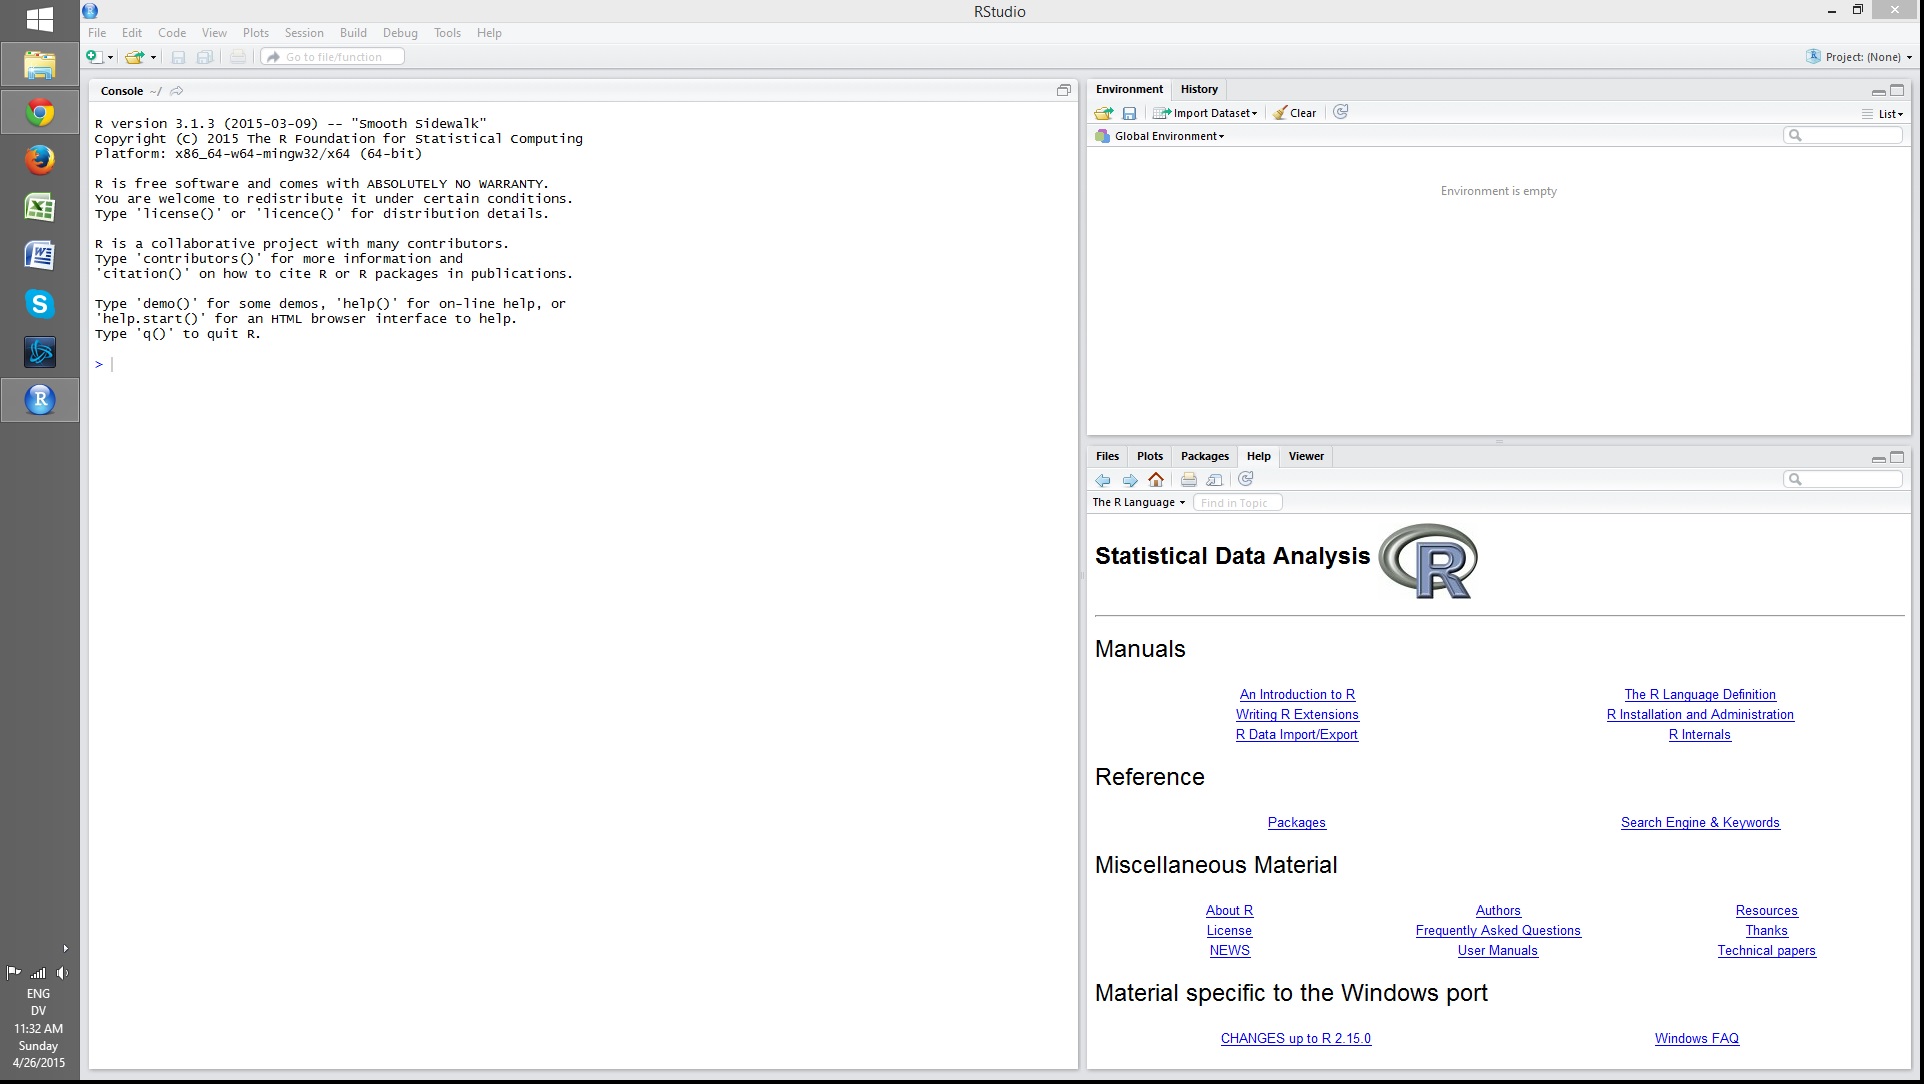 RStudio
File Edit Code View Plots Session Build Debug Tools Help
Go to file/function
Project: (None)
Console ~/
R version 3.1.3 (2015-03-09) -- "Smooth Sidewalk"
Copyright (C) 2015 The R Foundation for Statistical Computing
Platform: x86_64-w64-mingw32/x64 (64-bit)
R is free software and comes with ABSOLUTELY NO WARRANTY.
You are welcome to redistribute it under certain conditions.
Type 'license()' or 'licence()' for distribution details.
R is a collaborative project with many contributors.
Type 'contributors()' for more information and
'citation()' on how to cite R or R packages in publications.
Type 'demo()' for some demos, 'help()' for on-line help, or
'help.start()' for an HTML browser interface to help.
Type 'q()' to quit R.
>
Environment History
Import Dataset Clear List
Global Environment
Environment is empty
Files Plots Packages Help Viewer
The R Language Find in Topic
Statistical Data Analysis R
Manuals
An Introduction to R The R Language Definition
Writing R Extensions R Installation and Administration
R Data Import/Export R Internals
Reference
Packages Search Engine & Keywords
Miscellaneous Material
About R Authors Resources
License Frequently Asked Questions Thanks
NEWS User Manuals Technical papers
Material specific to the Windows port
CHANGES up to R 2.15.0 Windows FAQ
ENG
DV
11:32 AM
Sunday
4/26/2015